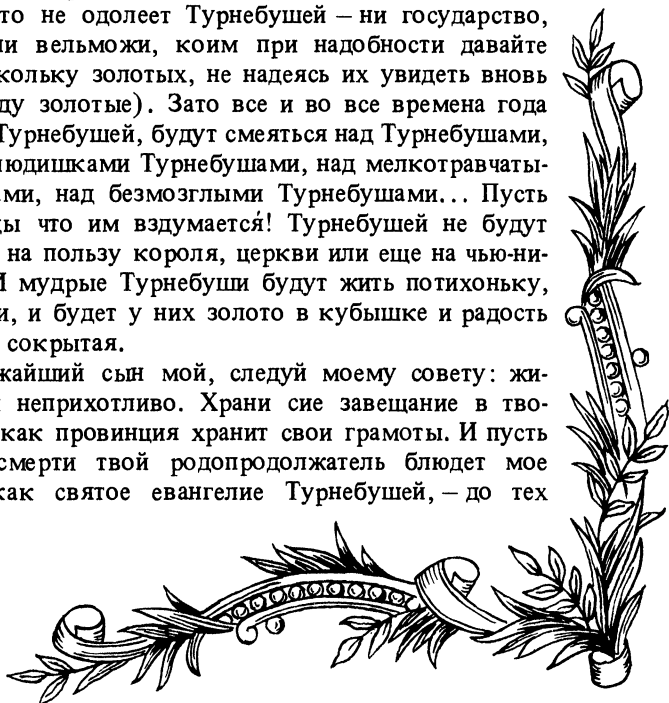 то не одолеет Турнебушей – ни государство,
ни вельможи, коим при надобности давайте
кольку золотых, не надеясь их увидеть вновь
ду золотые). Зато все и во все времена года
Турнебушей, будут смеяться над Турнебушами,
людишками Турнебушами, над мелкотравчаты-
ми, над безмозглыми Турнебушами... Пусть
ды что им вздумается! Турнебушей не будут
на пользу короля, церкви или еще на чью-ни-
И мудрые Турнебуши будут жить потихоньку,
и, и будет у них золото в кубышке и радость
сокрытая.
жайший сын мой, следуй моему совету: жи-
неприхотливо. Храни сие завещание в тво-
как провинция хранит свои грамоты. И пусть
смерти твой родопродолжатель блюдет мое
как святое евангелие Турнебушей, – до тех